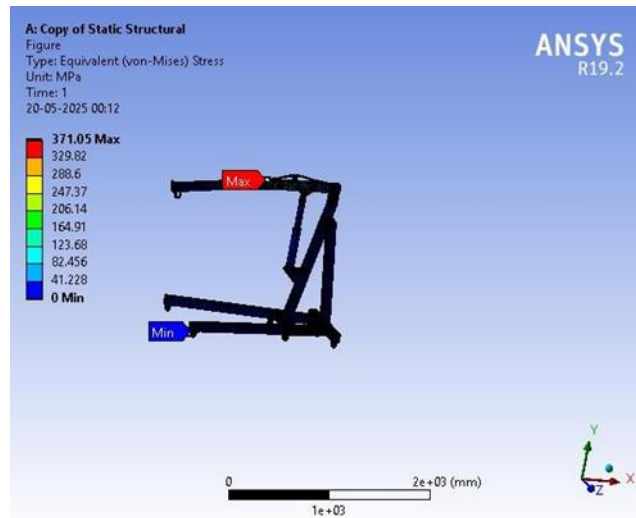 A: Copy of Static Structural
Figure
Type: Equivalent (von-Mises) Stress
Unit: MPa
Time: 1
20-05-2025 00:12
ANSYS
R19.2
371.05 Max
329.82
288.6
247.37
206.14
164.91
123.68
82.456
41.228
0 Min
Max
Min
0
2e+03 (mm)
1e+03
Y
X
Z